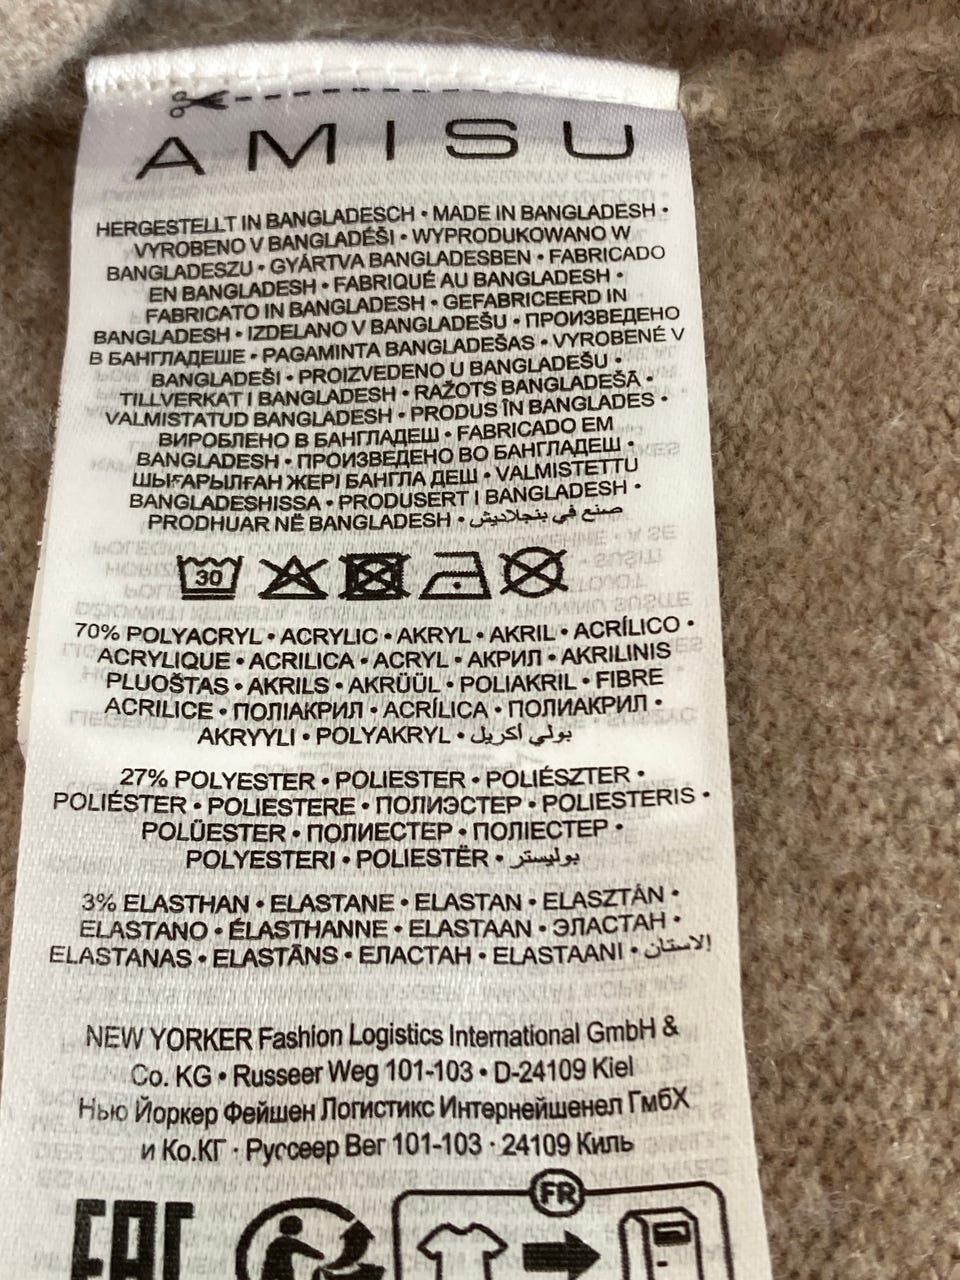 AMISU
HERGESTELLT IN BANGLADESCH • MADE IN BANGLADESH •
VYROBENO V BANGLADÉŠI • WYPRODUKOWANO W
BANGLADESZU • GYÁRTVA BANGLADESBEN • FABRICADO
EN BANGLADESH • FABRIQUÉ AU BANGLADESH •
FABRICATO IN BANGLADESH • GEFABRICEERD IN
BANGLADESH • IZDELANO V BANGLADEŠU • ПРОИЗВЕДЕНО
В БАНГЛАДЕШЕ • PAGAMINTA BANGLADEŠAS • VYROBENÉ V
BANGLADEŠI • PROIZVEDENO U BANGLADEŠU •
TILLVERKAT I BANGLADESH • RAŽOTS BANGLADEŠĀ •
VALMISTATUD BANGLADESH • PRODUS ÎN BANGLADES •
ВИРОБЛЕНО В БАНГЛАДЕШ • FABRICADO EM
BANGLADESH • ПРОИЗВЕДЕНО ВО БАНГЛАДЕШ •
ШЫҒАРЫЛҒАН ЖЕРІ БАНГЛА ДЕШ • VALMISTETTU
BANGLADESHISSA • PRODUSERT I BANGLADESH •
PRODHUAR NË BANGLADESH • صنع في بنجلاديش
30
70% POLYACRYL • ACRYLIC • AKRYL • AKRIL • ACRÍLICO •
ACRYLIQUE • ACRILICA • ACRYL • АКРИЛ • AKRILINIS
PLUOŠTAS • AKRILS • AKRÜÜL • POLIAKRIL • FIBRE
ACRILICE • ПОЛІАКРИЛ • ACRÍLICA • ПОЛИАКРИЛ •
AKRYYLI • POLYAKRYL • بولي أكريل
27% POLYESTER • POLIESTER • POLIÉSZTER •
POLIÉSTER • POLIESTERE • ПОЛИЭСТЕР • POLIESTERIS •
POLÜESTER • ПОЛИЕСТЕР • ПОЛІЕСТЕР •
POLYESTERI • POLIESTËR • بوليستر
3% ELASTHAN • ELASTANE • ELASTAN • ELASZTÁN •
ELASTANO • ÉLASTHANNE • ELASTAAN • ЭЛАСТАН •
ELASTANAS • ELASTĀNS • ЕЛАСТАН • ELASTAANI • الاستان
NEW YORKER Fashion Logistics International GmbH &
Co. KG • Russeer Weg 101-103 • D-24109 Kiel
Нью Йоркер Фейшен Логистикс Интернейшенел ГмбХ
и Ко.КГ · Руссеер Вег 101-103 · 24109 Киль
FR
EAC